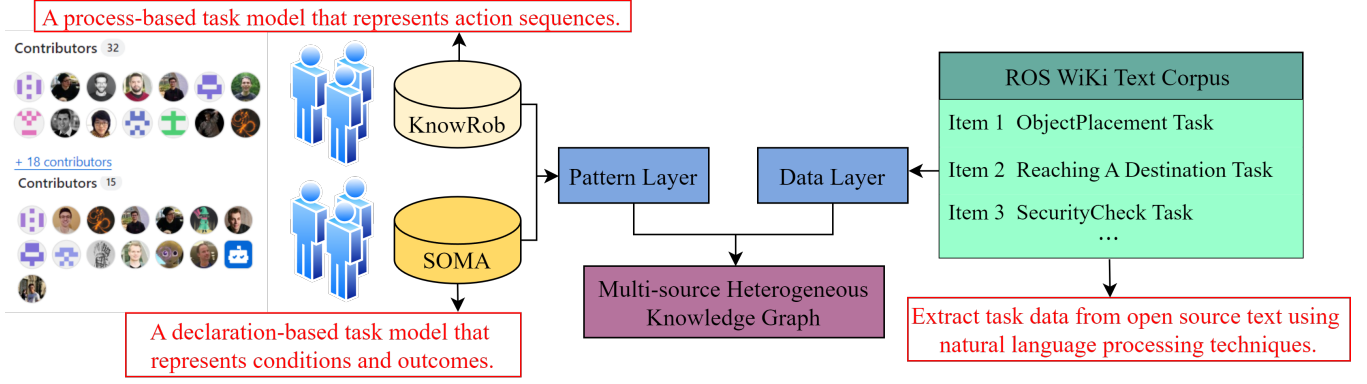 A process-based task model that represents action sequences.
Contributors 32
+ 18 contributors
Contributors 15
KnowRob
SOMA
A declaration-based task model that
represents conditions and outcomes.
Pattern Layer
Data Layer
Multi-source Heterogeneous
Knowledge Graph
ROS WiKi Text Corpus
Item 1 ObjectPlacement Task
Item 2 Reaching A Destination Task
Item 3 SecurityCheck Task
...
Extract task data from open source text using
natural language processing techniques.